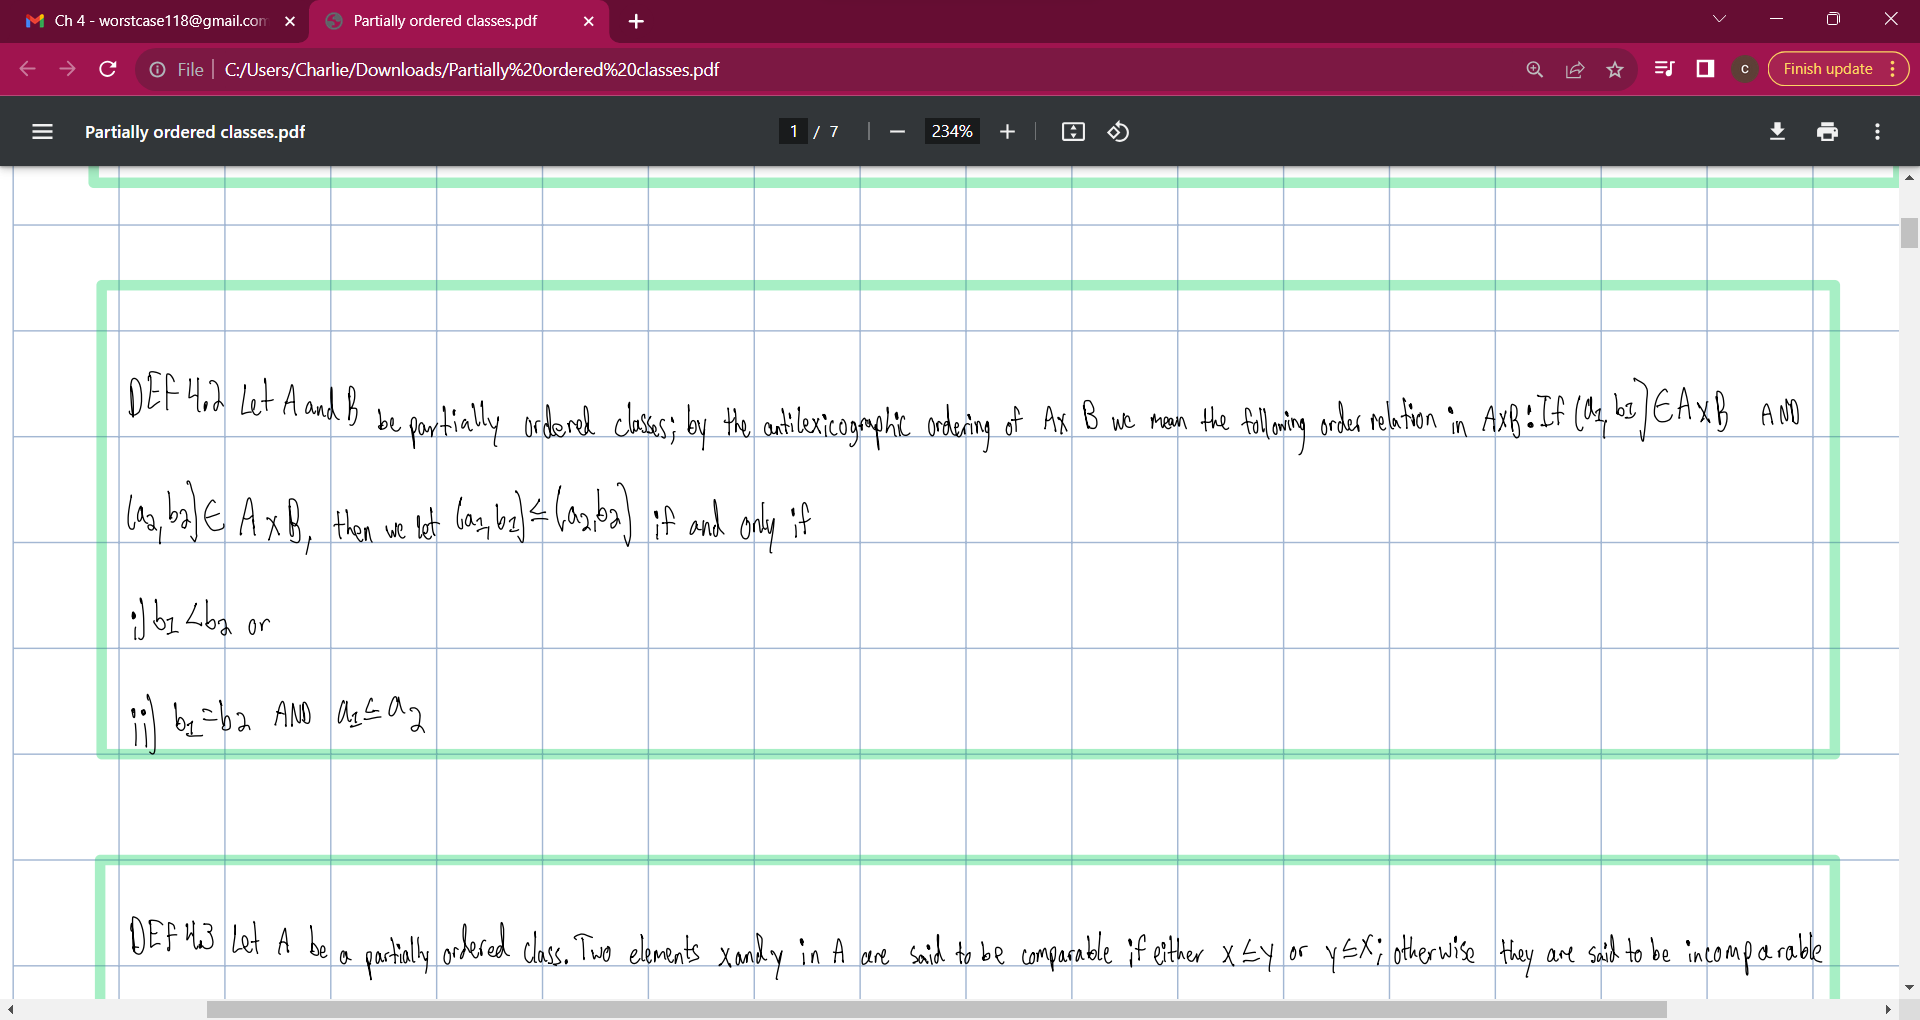 Ch 4 - worstcase118@gmail.com
Partially ordered classes.pdf
File
C:/Users/Charlie/Downloads/Partially%20ordered%20classes.pdf
C
Finish update
Partially ordered classes.pdf
1 / 7
234%
DEF 4.2 Let A and B be partially ordered classes; by the antilexicographic ordering of A x B we mean the following order relation in AxB: If (a1, b1) ∈ A x B AND
(a2, b2) ∈ A x B, then we let (a1, b1) ≤ (a2, b2) if and only if
i) b1 < b2 or
ii) b1 = b2 AND a1 ≤ a2
DEF 4.3 Let A be a partially ordered class. Two elements x and y in A are said to be comparable if either x ≤ y or y ≤ x; otherwise they are said to be incomparable